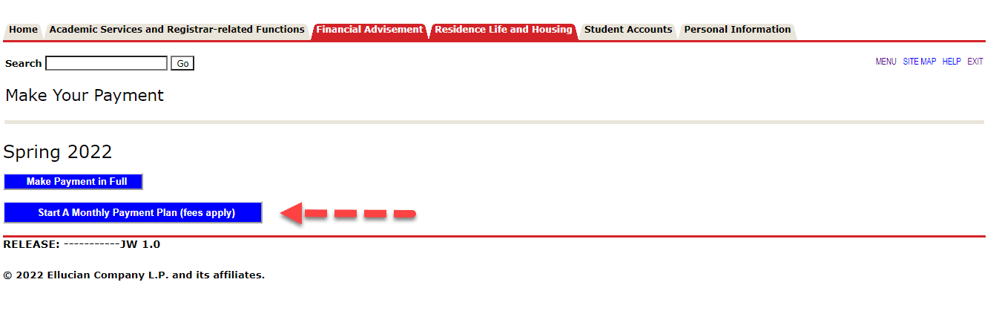 Home Academic Services and Registrar-related Functions Financial Advisement Residence Life and Housing Student Accounts Personal Information
Search Go MENU SITE MAP HELP EXIT
Make Your Payment
Spring 2022
Make Payment in Full
Start A Monthly Payment Plan (fees apply)
RELEASE: -----------JW 1.0
© 2022 Ellucian Company L.P. and its affiliates.